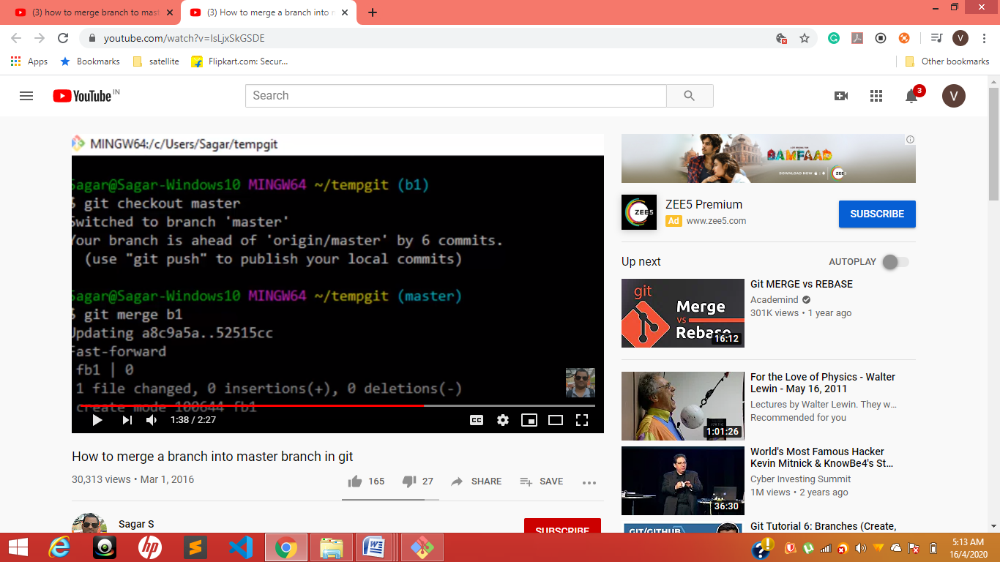 (3) how to merge branch to mast
(3) How to merge a branch into
youtube.com/watch?v=IsLjxSkGSDE
V
Apps
Bookmarks
satellite
Flipkart.com: Secur...
Other bookmarks
YouTube IN
Search
3
V
MINGW64:/c/Users/Sagar/tempgit
Sagar@Sagar-Windows10 MINGW64 ~/tempgit (b1)
$ git checkout master
Switched to branch 'master'
Your branch is ahead of 'origin/master' by 6 commits.
(use "git push" to publish your local commits)
Sagar@Sagar-Windows10 MINGW64 ~/tempgit (master)
$ git merge b1
Updating a8c9a5a..52515cc
Fast-forward
fb1 | 0
1 file changed, 0 insertions(+), 0 deletions(-)
create mode 100644 fb1
1:38 / 2:27
CC
How to merge a branch into master branch in git
30,313 views • Mar 1, 2016
165
27
SHARE
SAVE
Sagar S
SUBSCRIBE
BAMFAAD
DOWNLOAD NOW
ZEE5
ZEE5
ZEE5 Premium
Ad www.zee5.com
SUBSCRIBE
Up next
AUTOPLAY
git
Merge
vs
Rebase
16:12
Git MERGE vs REBASE
Academind
301K views • 1 year ago
1:01:26
For the Love of Physics - Walter
Lewin - May 16, 2011
Lectures by Walter Lewin. They w...
Recommended for you
36:30
World's Most Famous Hacker
Kevin Mitnick & KnowBe4's St...
Cyber Investing Summit
1M views • 2 years ago
GIT/GITHUB
Git Tutorial 6: Branches (Create,
5:13 AM
16/4/2020